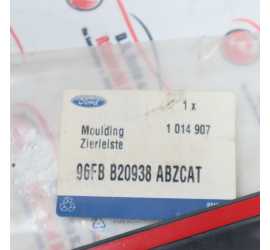 Ford
1 x
Moulding 1 014 907
Zierleiste
96FB B20938 ABZCAT